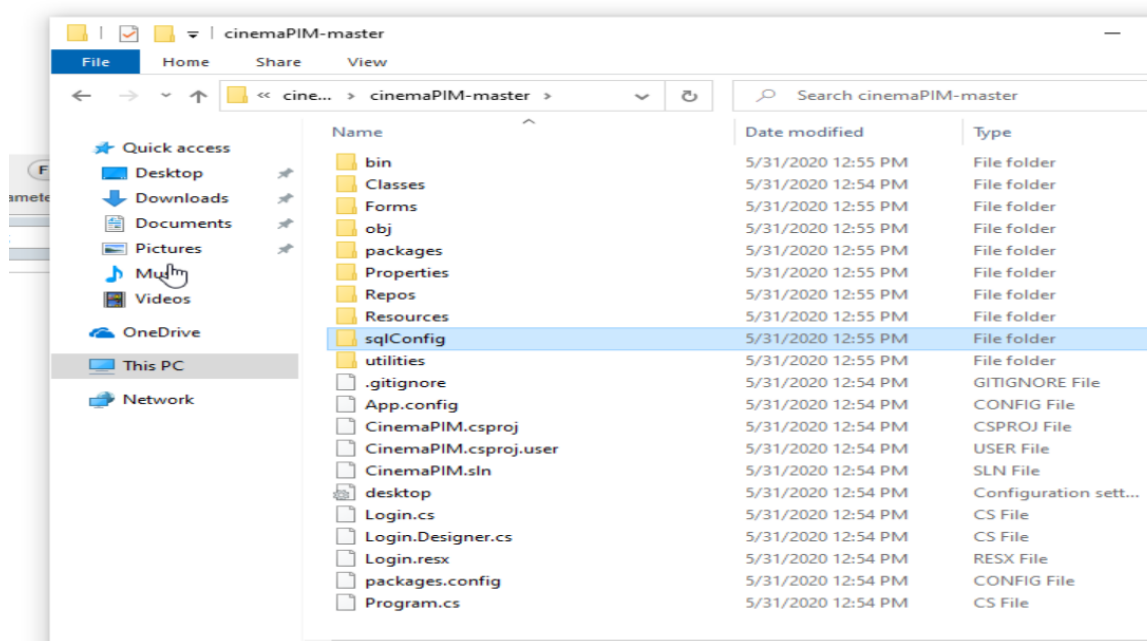 cinemaPIM-master
File Home Share View
« cine... > cinemaPIM-master > Search cinemaPIM-master
Name Date modified Type
Quick access
Desktop
Downloads
Documents
Pictures
Videos
OneDrive
This PC
Network
bin 5/31/2020 12:55 PM File folder
Classes 5/31/2020 12:54 PM File folder
Forms 5/31/2020 12:55 PM File folder
obj 5/31/2020 12:55 PM File folder
packages 5/31/2020 12:55 PM File folder
Properties 5/31/2020 12:55 PM File folder
Repos 5/31/2020 12:55 PM File folder
Resources 5/31/2020 12:55 PM File folder
sqlConfig 5/31/2020 12:55 PM File folder
utilities 5/31/2020 12:55 PM File folder
.gitignore 5/31/2020 12:54 PM GITIGNORE File
App.config 5/31/2020 12:54 PM CONFIG File
CinemaPIM.csproj 5/31/2020 12:54 PM CSPROJ File
CinemaPIM.csproj.user 5/31/2020 12:54 PM USER File
CinemaPIM.sln 5/31/2020 12:54 PM SLN File
desktop 5/31/2020 12:54 PM Configuration sett...
Login.cs 5/31/2020 12:54 PM CS File
Login.Designer.cs 5/31/2020 12:54 PM CS File
Login.resx 5/31/2020 12:54 PM RESX File
packages.config 5/31/2020 12:54 PM CONFIG File
Program.cs 5/31/2020 12:54 PM CS File